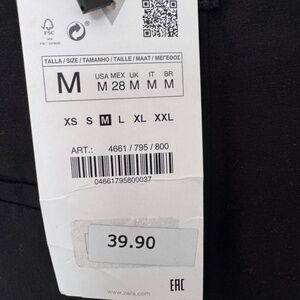 FSC
TALLA / SIZE / TAMANHO / TAILLE / MAAT / ΜΕΓΕΘΟΣ
M
USA MEX UK IT BR
M 28 M M M
XS S M L XL XXL
ART.: 4661 / 795 / 800
04661795800037
39.90
www.zara.com
EAC